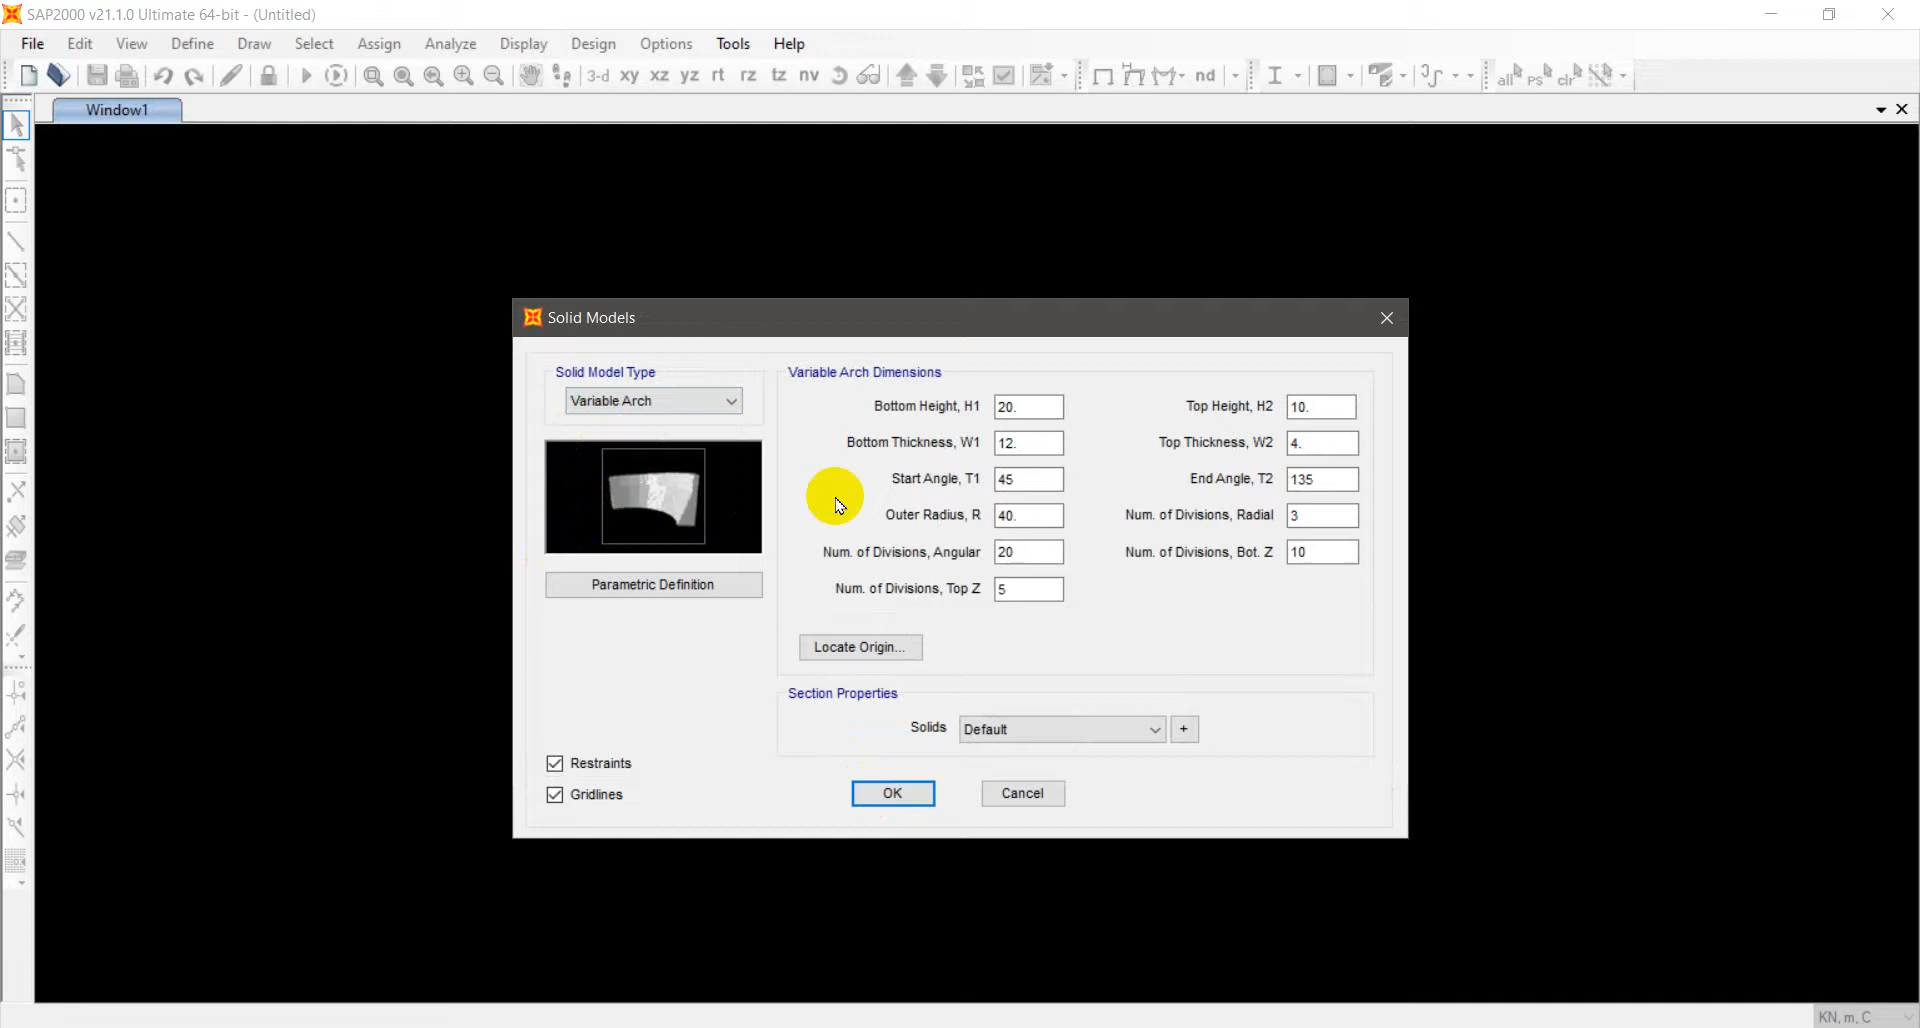 SAP2000 v21.1.0 Ultimate 64-bit - (Untitled)
File Edit View Define Draw Select Assign Analyze Display Design Options Tools Help
3-d xy xz yz rt rz tz nv nd all PS clr
Window1
Solid Models
Solid Model Type
Variable Arch
Parametric Definition
Restraints
Gridlines
Variable Arch Dimensions
Bottom Height, H1 20. Top Height, H2 10.
Bottom Thickness, W1 12. Top Thickness, W2 4.
Start Angle, T1 45 End Angle, T2 135
Outer Radius, R 40. Num. of Divisions, Radial 3
Num. of Divisions, Angular 20 Num. of Divisions, Bot. Z 10
Num. of Divisions, Top Z 5
Locate Origin...
Section Properties
Solids Default +
OK Cancel
KN, m, C